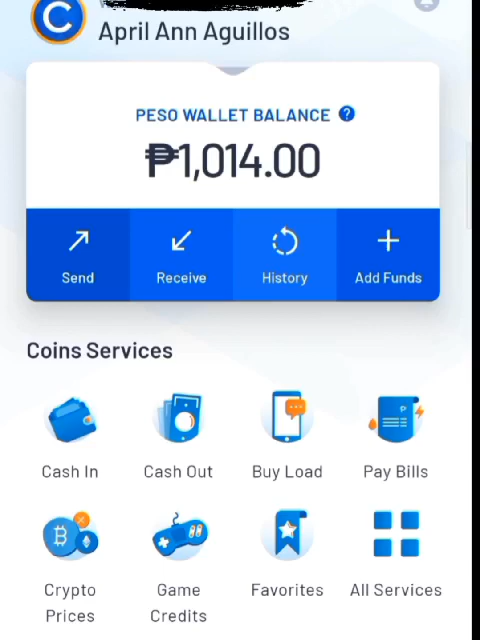 April Ann Aguillos
PESO WALLET BALANCE ?
₱1,014.00
Send Receive History Add Funds
Coins Services
Cash In Cash Out Buy Load Pay Bills
Crypto Prices
Game Credits
Favorites
All Services